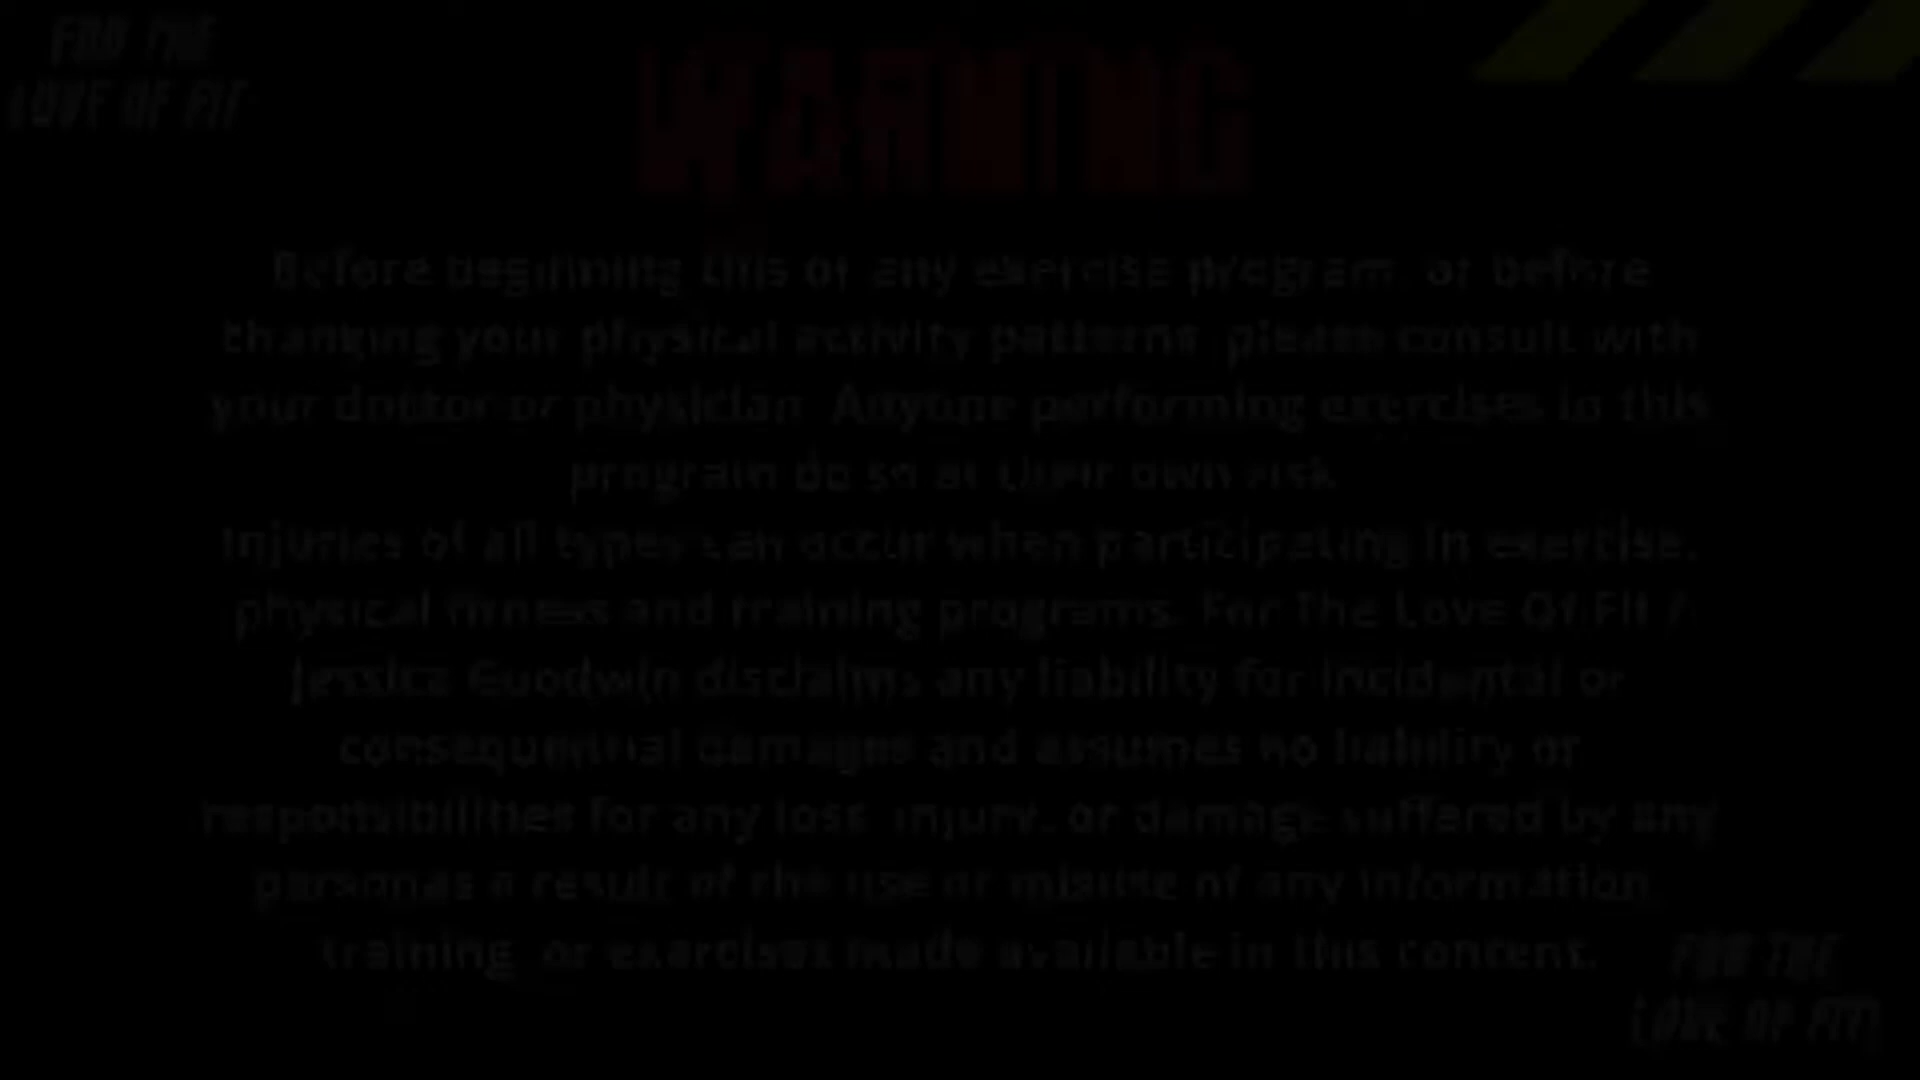 FOR THE
LOVE OF FIT
WARNING
Before beginning this or any exercise program, or before
changing your physical activity patterns, please consult with
your doctor or physician. Anyone performing exercises in this
program do so at their own risk.
Injuries of all types can occur when participating in exercise,
physical fitness and training programs. For The Love Of Fit /
Jessica Goodwin disclaims any liability for incidental or
consequential damages and assumes no liability or
responsibilities for any loss, injury, or damage suffered by any
person as a result of the use or misuse of any information,
training, or exercises made available in this content.
FOR THE
LOVE OF FIT